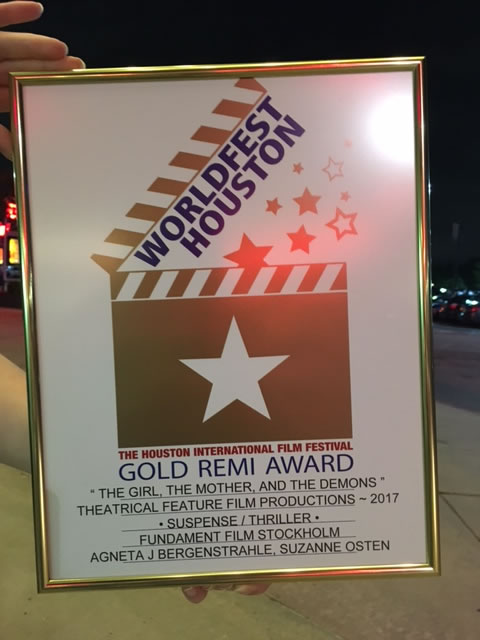 WORLDFEST
HOUSTON
THE HOUSTON INTERNATIONAL FILM FESTIVAL
GOLD REMI AWARD
" THE GIRL, THE MOTHER, AND THE DEMONS "
THEATRICAL FEATURE FILM PRODUCTIONS ~ 2017
• SUSPENSE / THRILLER •
FUNDAMENT FILM STOCKHOLM
AGNETA J BERGENSTRAHLE, SUZANNE OSTEN